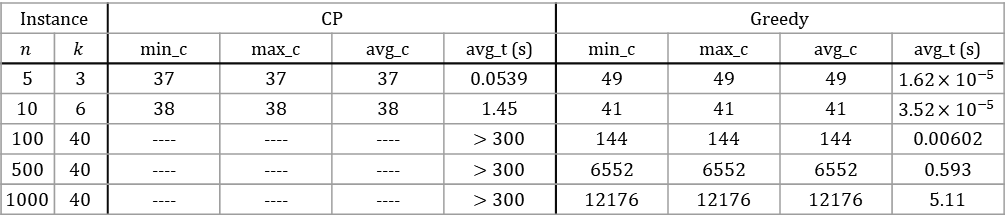 Instance CP Greedy
n k min_c max_c avg_c avg_t (s) min_c max_c avg_c avg_t (s)
5 3 37 37 37 0.0539 49 49 49 1.62 × 10⁻⁵
10 6 38 38 38 1.45 41 41 41 3.52 × 10⁻⁵
100 40 ---- ---- ---- > 300 144 144 144 0.00602
500 40 ---- ---- ---- > 300 6552 6552 6552 0.593
1000 40 ---- ---- ---- > 300 12176 12176 12176 5.11